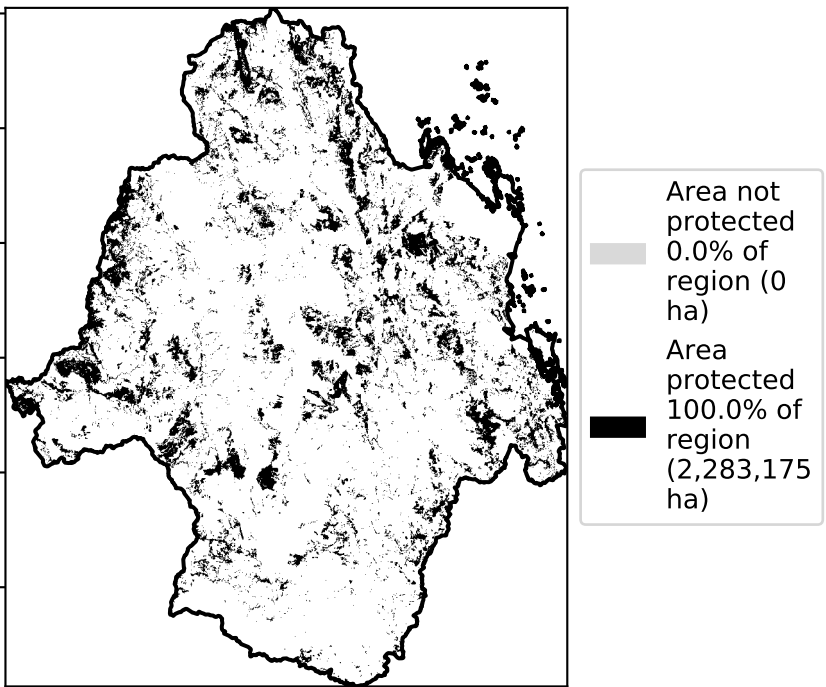 Area not
protected
0.0% of
region (0
ha)
Area
protected
100.0% of
region
(2,283,175
ha)